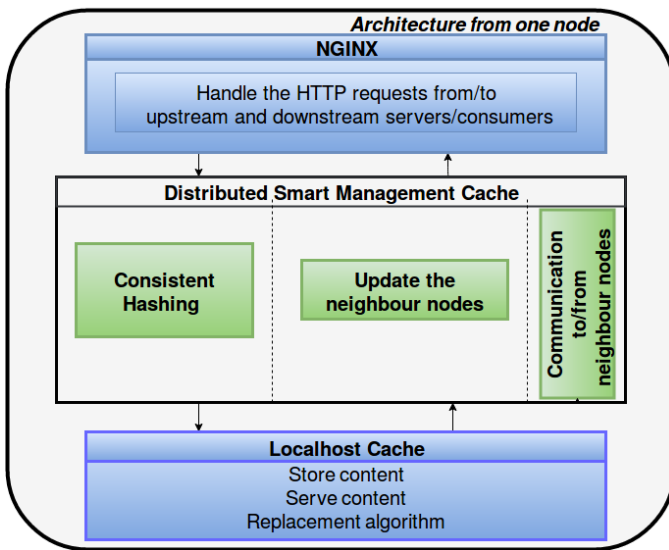 Architecture from one node
NGINX
Handle the HTTP requests from/to
upstream and downstream servers/consumers
Distributed Smart Management Cache
Consistent
Hashing
Update the
neighbour nodes
Communication
to/from
neighbour nodes
Localhost Cache
Store content
Serve content
Replacement algorithm